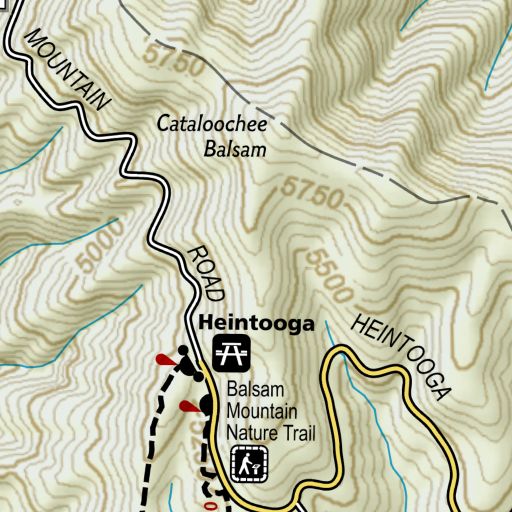 MOUNTAIN
5750
Cataloochee
Balsam
5750
5000
ROAD
5500
Heintooga
HEINTOOGA
Balsam
Mountain
Nature Trail